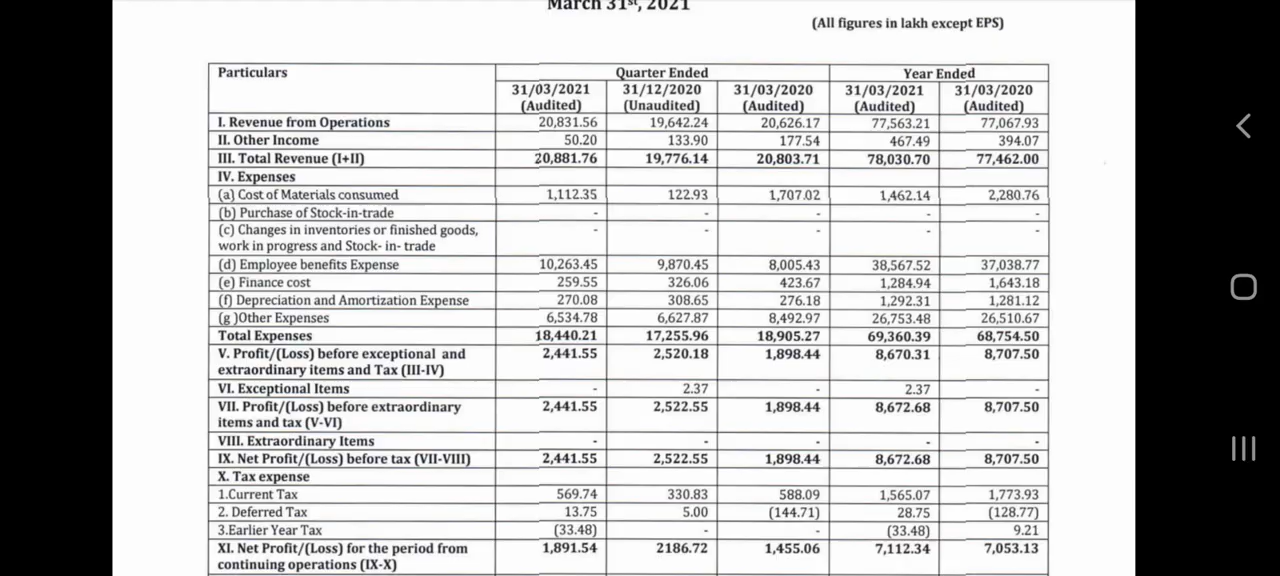 March 31st, 2021
(All figures in lakh except EPS)
Particulars Quarter Ended Year Ended
31/03/2021 (Audited) 31/12/2020 (Unaudited) 31/03/2020 (Audited) 31/03/2021 (Audited) 31/03/2020 (Audited)
I. Revenue from Operations 20,831.56 19,642.24 20,626.17 77,563.21 77,067.93
II. Other Income 50.20 133.90 177.54 467.49 394.07
III. Total Revenue (I+II) 20,881.76 19,776.14 20,803.71 78,030.70 77,462.00
IV. Expenses
(a) Cost of Materials consumed 1,112.35 122.93 1,707.02 1,462.14 2,280.76
(b) Purchase of Stock-in-trade - - - - -
(c) Changes in inventories or finished goods, - - - - -
work in progress and Stock- in- trade
(d) Employee benefits Expense 10,263.45 9,870.45 8,005.43 38,567.52 37,038.77
(e) Finance cost 259.55 326.06 423.67 1,284.94 1,643.18
(f) Depreciation and Amortization Expense 270.08 308.65 276.18 1,292.31 1,281.12
(g )Other Expenses 6,534.78 6,627.87 8,492.97 26,753.48 26,510.67
Total Expenses 18,440.21 17,255.96 18,905.27 69,360.39 68,754.50
V. Profit/(Loss) before exceptional and 2,441.55 2,520.18 1,898.44 8,670.31 8,707.50
extraordinary items and Tax (III-IV)
VI. Exceptional Items - 2.37 - 2.37 -
VII. Profit/(Loss) before extraordinary 2,441.55 2,522.55 1,898.44 8,672.68 8,707.50
items and tax (V-VI)
VIII. Extraordinary Items - - - - -
IX. Net Profit/(Loss) before tax (VII-VIII) 2,441.55 2,522.55 1,898.44 8,672.68 8,707.50
X. Tax expense
1.Current Tax 569.74 330.83 588.09 1,565.07 1,773.93
2. Deferred Tax 13.75 5.00 (144.71) 28.75 (128.77)
3.Earlier Year Tax (33.48) - - (33.48) 9.21
XI. Net Profit/(Loss) for the period from 1,891.54 2186.72 1,455.06 7,112.34 7,053.13
continuing operations (IX-X)